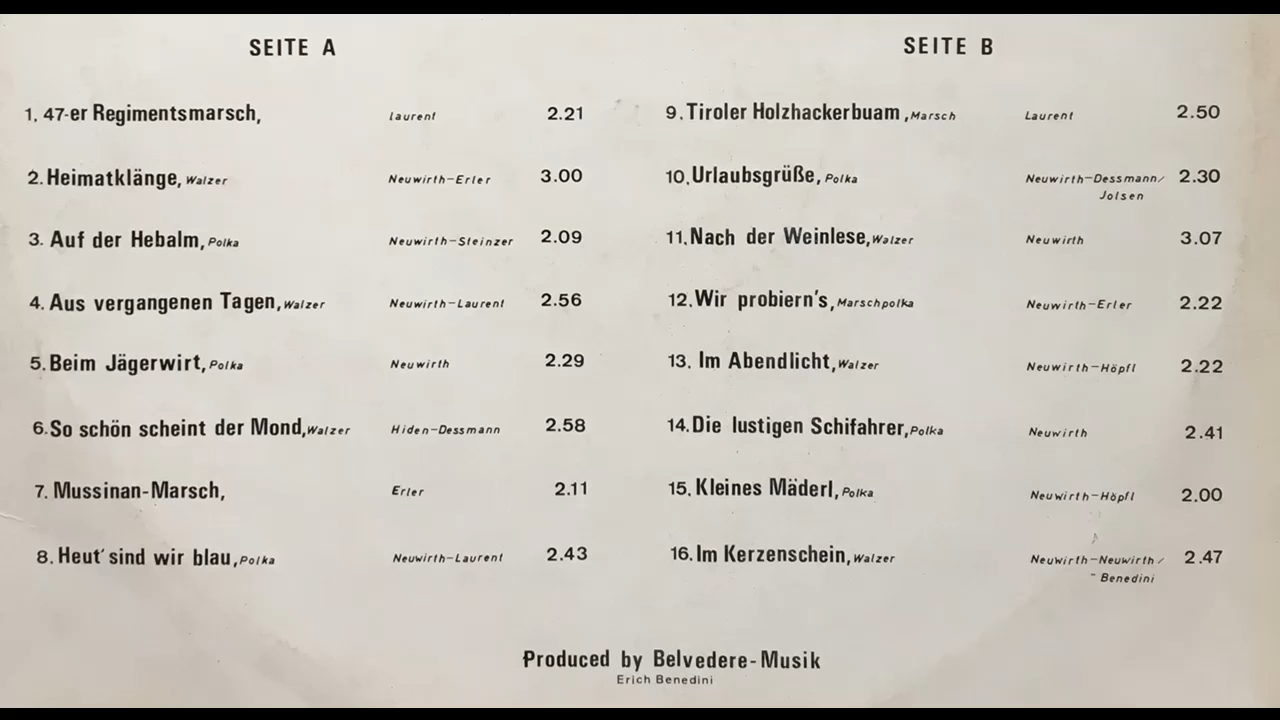 SEITE A
1. 47-er Regimentsmarsch, Laurent 2.21
2. Heimatklänge, Walzer Neuwirth-Erler 3.00
3. Auf der Hebalm, Polka Neuwirth-Steinzer 2.09
4. Aus vergangenen Tagen, Walzer Neuwirth-Laurent 2.56
5. Beim Jägerwirt, Polka Neuwirth 2.29
6. So schön scheint der Mond, Walzer Hiden-Dessmann 2.58
7. Mussinan-Marsch, Erler 2.11
8. Heut' sind wir blau, Polka Neuwirth-Laurent 2.43
SEITE B
9. Tiroler Holzhackerbuam, Marsch Laurent 2.50
10. Urlaubsgrüße, Polka Neuwirth-Dessmann/ 2.30
Jolsen
11. Nach der Weinlese, Walzer Neuwirth 3.07
12. Wir probiern's, Marschpolka Neuwirth-Erler 2.22
13. Im Abendlicht, Walzer Neuwirth-Höpfl 2.22
14. Die lustigen Schifahrer, Polka Neuwirth 2.41
15. Kleines Mäderl, Polka Neuwirth-Höpfl 2.00
16. Im Kerzenschein, Walzer Neuwirth-Neuwirth/ 2.47
- Benedini
Produced by Belvedere-Musik
Erich Benedini